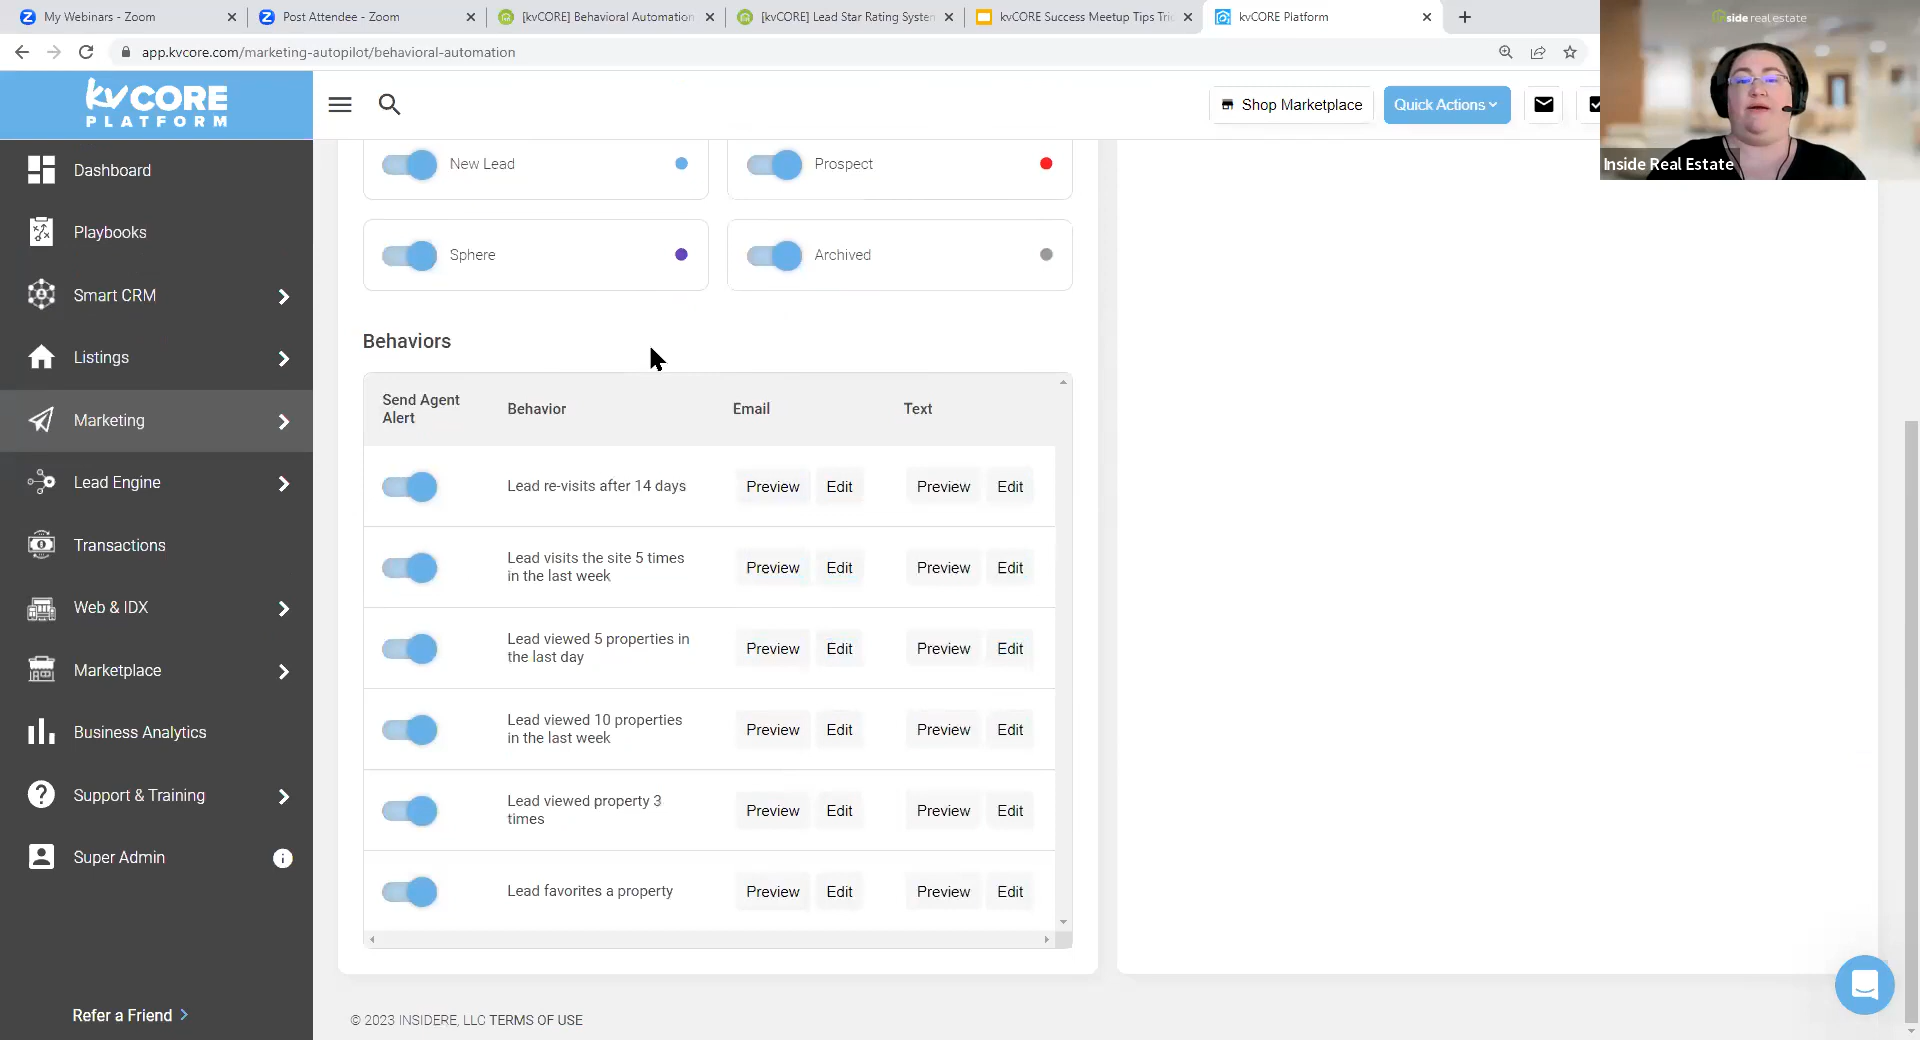 My Webinars - Zoom
Post Attendee - Zoom
[kvCORE] Behavioral Automation
[kvCORE] Lead Star Rating System
kvCORE Success Meetup Tips Tri
kvCORE Platform
app.kvcore.com/marketing-autopilot/behavioral-automation
inside real estate
Inside Real Estate
kvCORE
PLATFORM
Shop Marketplace
Quick Actions
Dashboard
Playbooks
Smart CRM
Listings
Marketing
Lead Engine
Transactions
Web & IDX
Marketplace
Business Analytics
Support & Training
Super Admin
Refer a Friend
New Lead
Prospect
Sphere
Archived
Behaviors
Send Agent
Alert
Behavior
Email
Text
Lead re-visits after 14 days
Preview Edit Preview Edit
Lead visits the site 5 times
in the last week
Preview Edit Preview Edit
Lead viewed 5 properties in
the last day
Preview Edit Preview Edit
Lead viewed 10 properties
in the last week
Preview Edit Preview Edit
Lead viewed property 3
times
Preview Edit Preview Edit
Lead favorites a property
Preview Edit Preview Edit
© 2023 INSIDERE, LLC TERMS OF USE